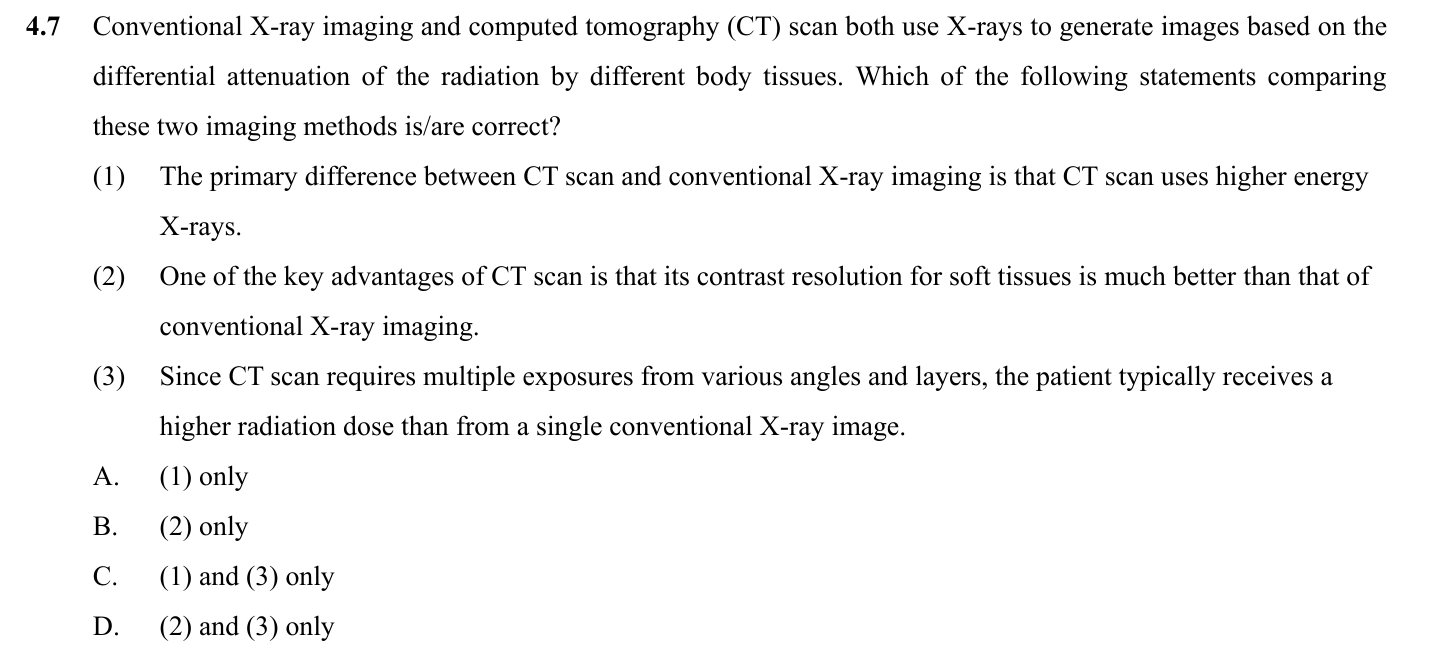 4.7 Conventional X-ray imaging and computed tomography (CT) scan both use X-rays to generate images based on the
differential attenuation of the radiation by different body tissues. Which of the following statements comparing
these two imaging methods is/are correct?
(1) The primary difference between CT scan and conventional X-ray imaging is that CT scan uses higher energy
X-rays.
(2) One of the key advantages of CT scan is that its contrast resolution for soft tissues is much better than that of
conventional X-ray imaging.
(3) Since CT scan requires multiple exposures from various angles and layers, the patient typically receives a
higher radiation dose than from a single conventional X-ray image.
A. (1) only
B. (2) only
C. (1) and (3) only
D. (2) and (3) only